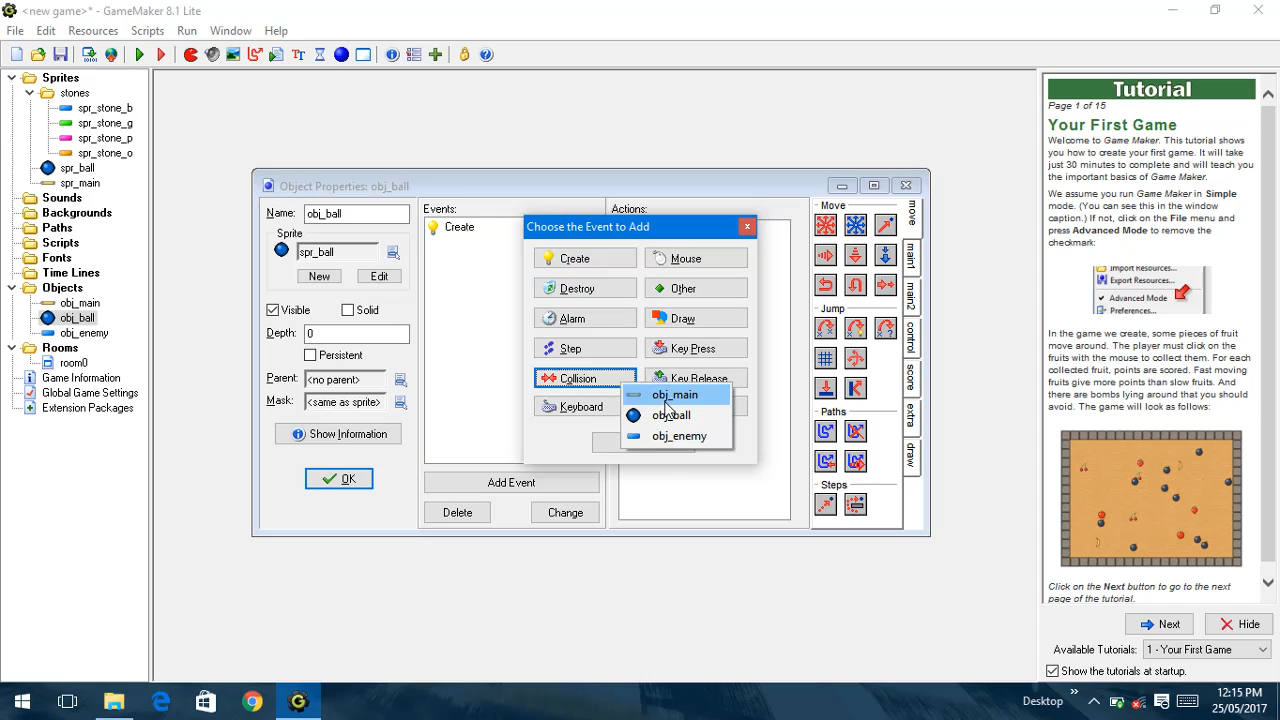 <new game>* - GameMaker 8.1 Lite
File Edit Resources Scripts Run Window Help
Sprites
stones
spr_stone_b
spr_stone_g
spr_stone_p
spr_stone_o
spr_ball
spr_main
Sounds
Backgrounds
Paths
Scripts
Fonts
Time Lines
Objects
obj_main
obj_ball
obj_enemy
Rooms
room0
Game Information
Global Game Settings
Extension Packages
Object Properties: obj_ball
Name: obj_ball
Sprite
spr_ball
New Edit
Visible Solid
Depth: 0
Persistent
Parent: <no parent>
Mask: <same as sprite>
Show Information
OK
Events:
Create
Add Event
Delete Change
Actions:
Choose the Event to Add
Create Mouse
Destroy Other
Alarm Draw
Step Key Press
Collision Key Release
Keyboard
obj_main
obj_ball
obj_enemy
Move
Jump
Paths
Steps
move
main1
main2
control
score
extra
draw
Tutorial
Page 1 of 15
Your First Game
Welcome to Game Maker. This tutorial shows
you how to create your first game. It will take
just 30 minutes to complete and will teach you
the important basics of Game Maker.
We assume you run Game Maker in Simple
mode. (You can see this in the window
caption.) If not, click on the File menu and
press Advanced Mode to remove the
checkmark:
Import Resources...
Export Resources...
Advanced Mode
Preferences...
In the game we create, some pieces of fruit
move around. The player must click on the
fruits with the mouse to collect them. For each
collected fruit, points are scored. Fast moving
fruits give more points than slow fruits. And
there are bombs lying around that you should
avoid. The game will look as follows:
Click on the Next button to go to the next
page of the tutorial.
Next Hide
Available Tutorials: 1 - Your First Game
Show the tutorials at startup.
Desktop
12:15 PM
25/05/2017